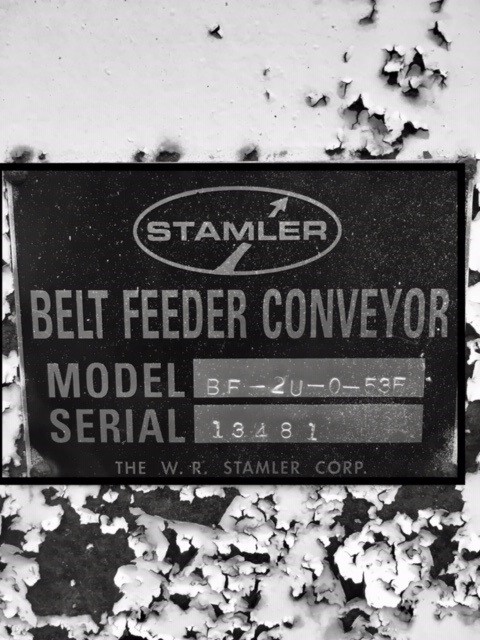 STAMLER
BELT FEEDER CONVEYOR
MODEL BF-2U-0-53F
SERIAL 13481
THE W. R. STAMLER CORP.